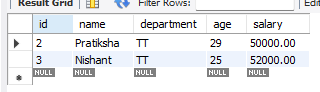 Result Grid Filter Rows:
id name department age salary
2 Pratiksha TT 29 50000.00
3 Nishant TT 25 52000.00
NULL NULL NULL NULL NULL